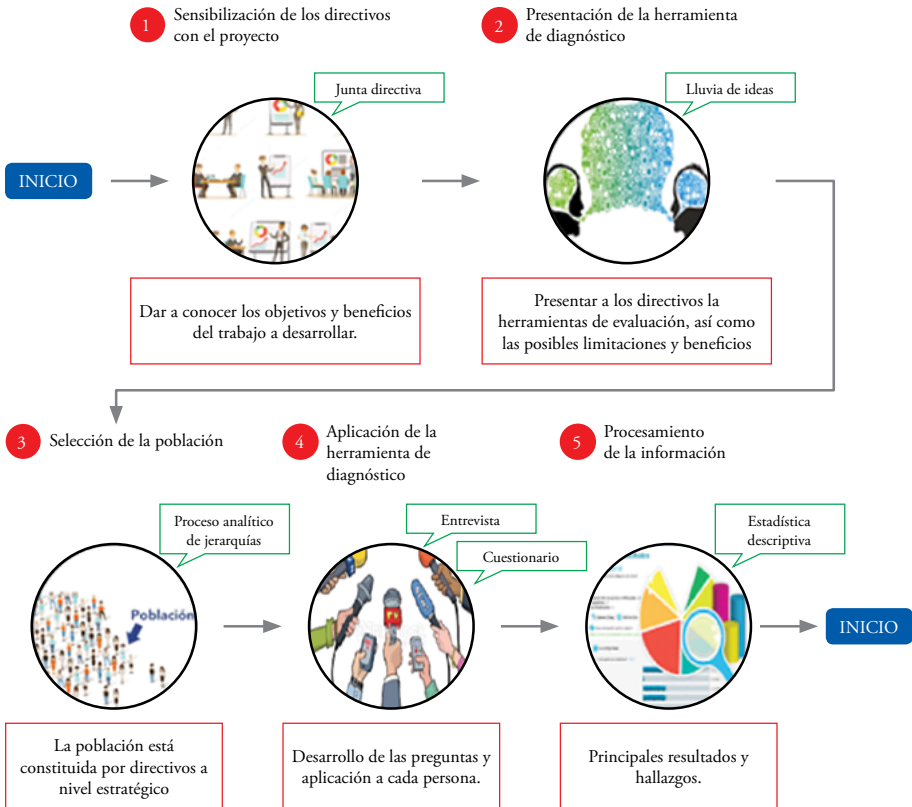 1
Sensibilización de los directivos
con el proyecto
2
Presentación de la herramienta
de diagnóstico
Junta directiva
Lluvia de ideas
INICIO
Dar a conocer los objetivos y beneficios
del trabajo a desarrollar.
Presentar a los directivos la
herramientas de evaluación, así como
las posibles limitaciones y beneficios
3
Selección de la población
4
Aplicación de la
herramienta de
diagnóstico
5
Procesamiento
de la información
Proceso analítico
de jerarquías
Entrevista
Cuestionario
Estadística
descriptiva
Población
INICIO
La población está
constituida por directivos a
nivel estratégico
Desarrollo de las preguntas y
aplicación a cada persona.
Principales resultados y
hallazgos.